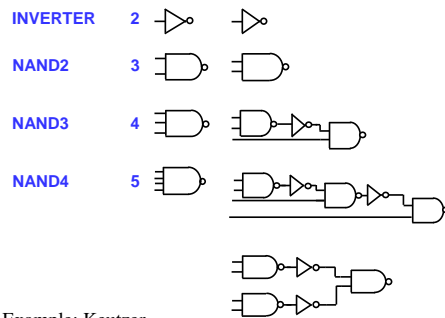 INVERTER 2
NAND2 3
NAND3 4
NAND4 5
Example: Keutzer